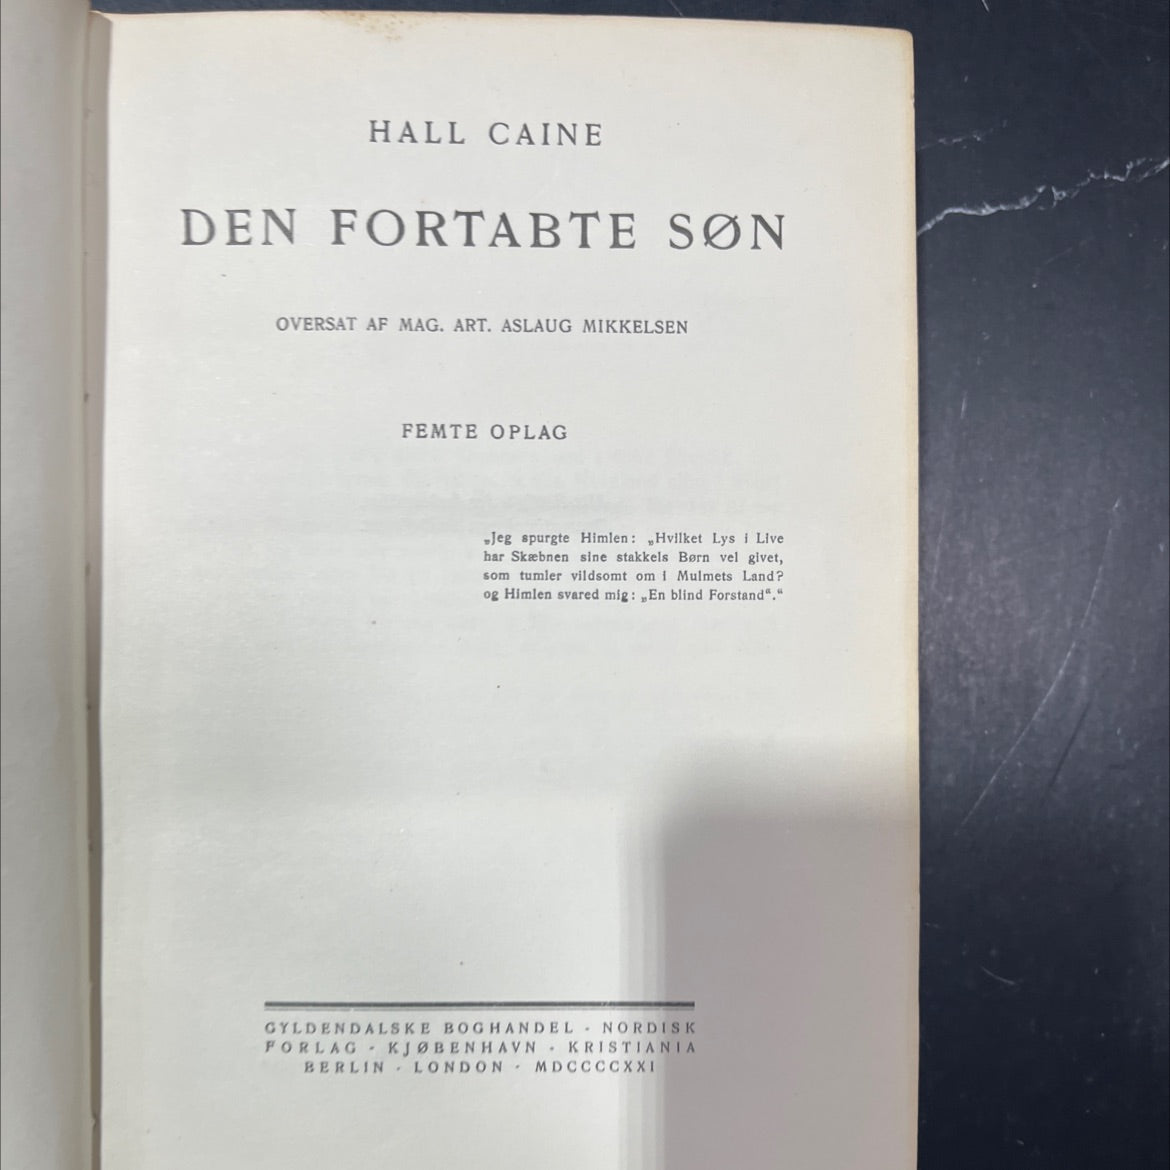 HALL CAINE
DEN FORTABTE SØN
OVERSAT AF MAG. ART. ASLAUG MIKKELSEN
FEMTE OPLAG
„Jeg spurgte Himlen: „Hvilket Lys i Live
har Skæbnen sine stakkels Børn vel givet,
som tumler vildsomt om i Mulmets Land?
og Himlen svared mig: „En blind Forstand“.“
GYLDENDALSKE BOGHANDEL · NORDISK
FORLAG · KJØBENHAVN · KRISTIANIA
BERLIN · LONDON · MDCCCCXXI